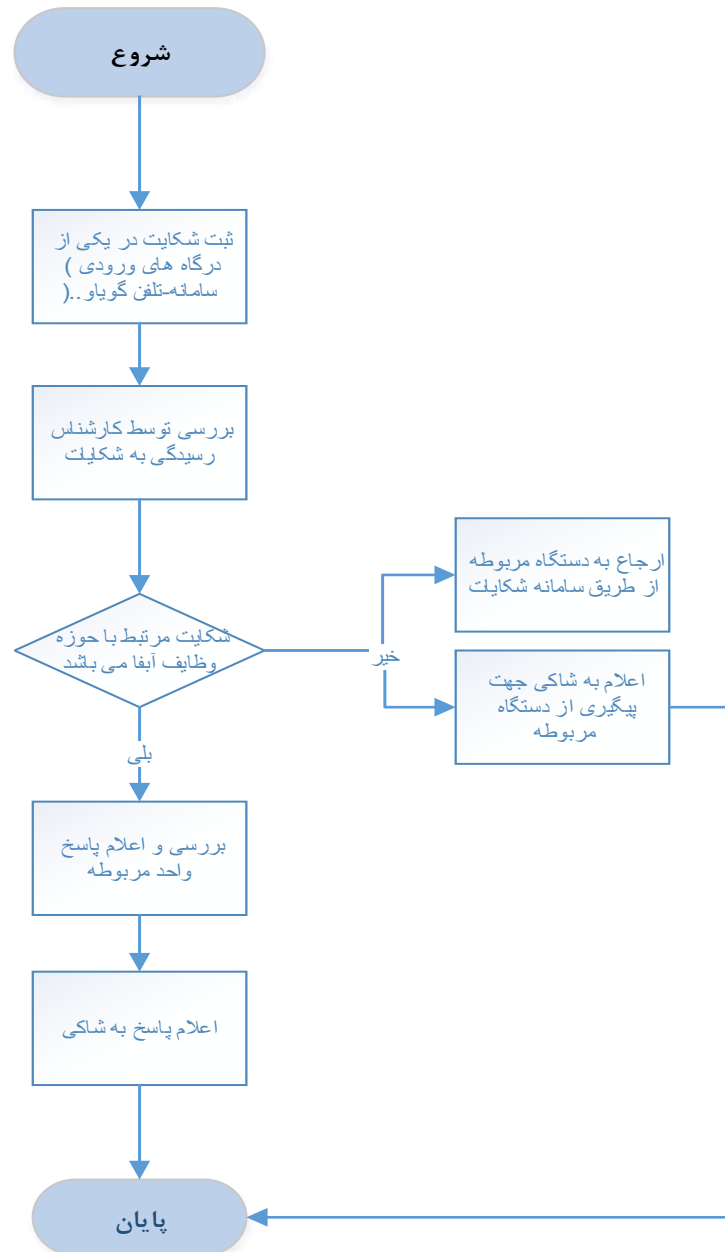 شروع
ثبت شکایت در یکی از
درگاه های ورودی )
سامانه-تلفن گویاو..(
بررسی توسط کارشناس
رسیدگی به شکایات
شکایت مرتبط با حوزه
وظایف آبفا می باشد
خیر
ارجاع به دستگاه مربوطه
از طریق سامانه شکایات
اعلام به شاکی جهت
پیگیری از دستگاه
مربوطه
بلی
بررسی و اعلام پاسخ
واحد مربوطه
اعلام پاسخ به شاکی
پایان